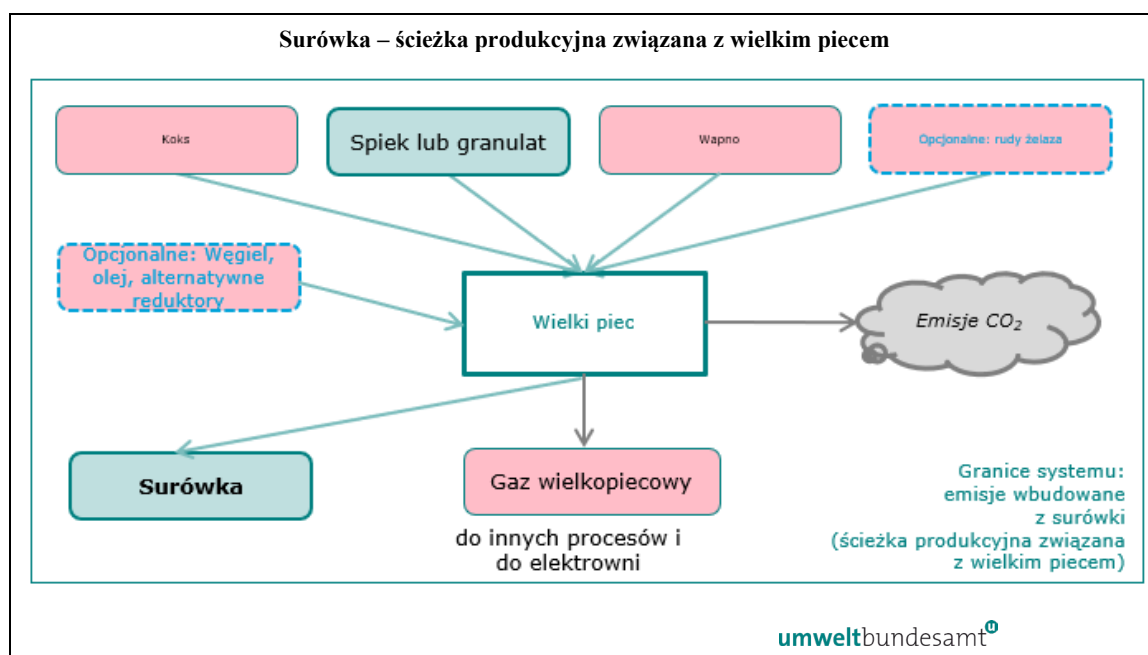 Surówka – ścieżka produkcyjna związana z wielkim piecem
Koks
Spiek lub granulat
Wapno
Opcjonalne: rudy żelaza
Opcjonalne: Węgiel,
olej, alternatywne
reduktory
Wielki piec
Emisje CO₂
Surówka
Gaz wielkopiecowy
do innych procesów i
do elektrowni
Granice systemu:
emisje wbudowane
z surówki
(ścieżka produkcyjna związana
z wielkim piecem)
umweltbundesamt